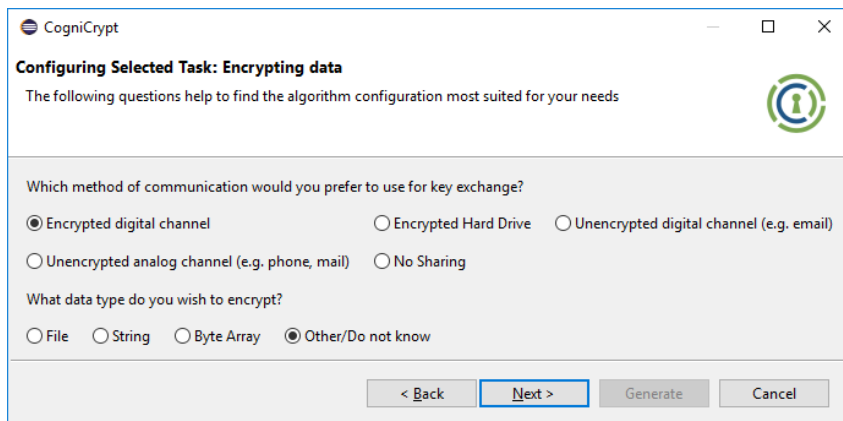 CogniCrypt
Configuring Selected Task: Encrypting data
The following questions help to find the algorithm configuration most suited for your needs
Which method of communication would you prefer to use for key exchange?
Encrypted digital channel Encrypted Hard Drive Unencrypted digital channel (e.g. email)
Unencrypted analog channel (e.g. phone, mail) No Sharing
What data type do you wish to encrypt?
File String Byte Array Other/Do not know
< Back Next > Generate Cancel